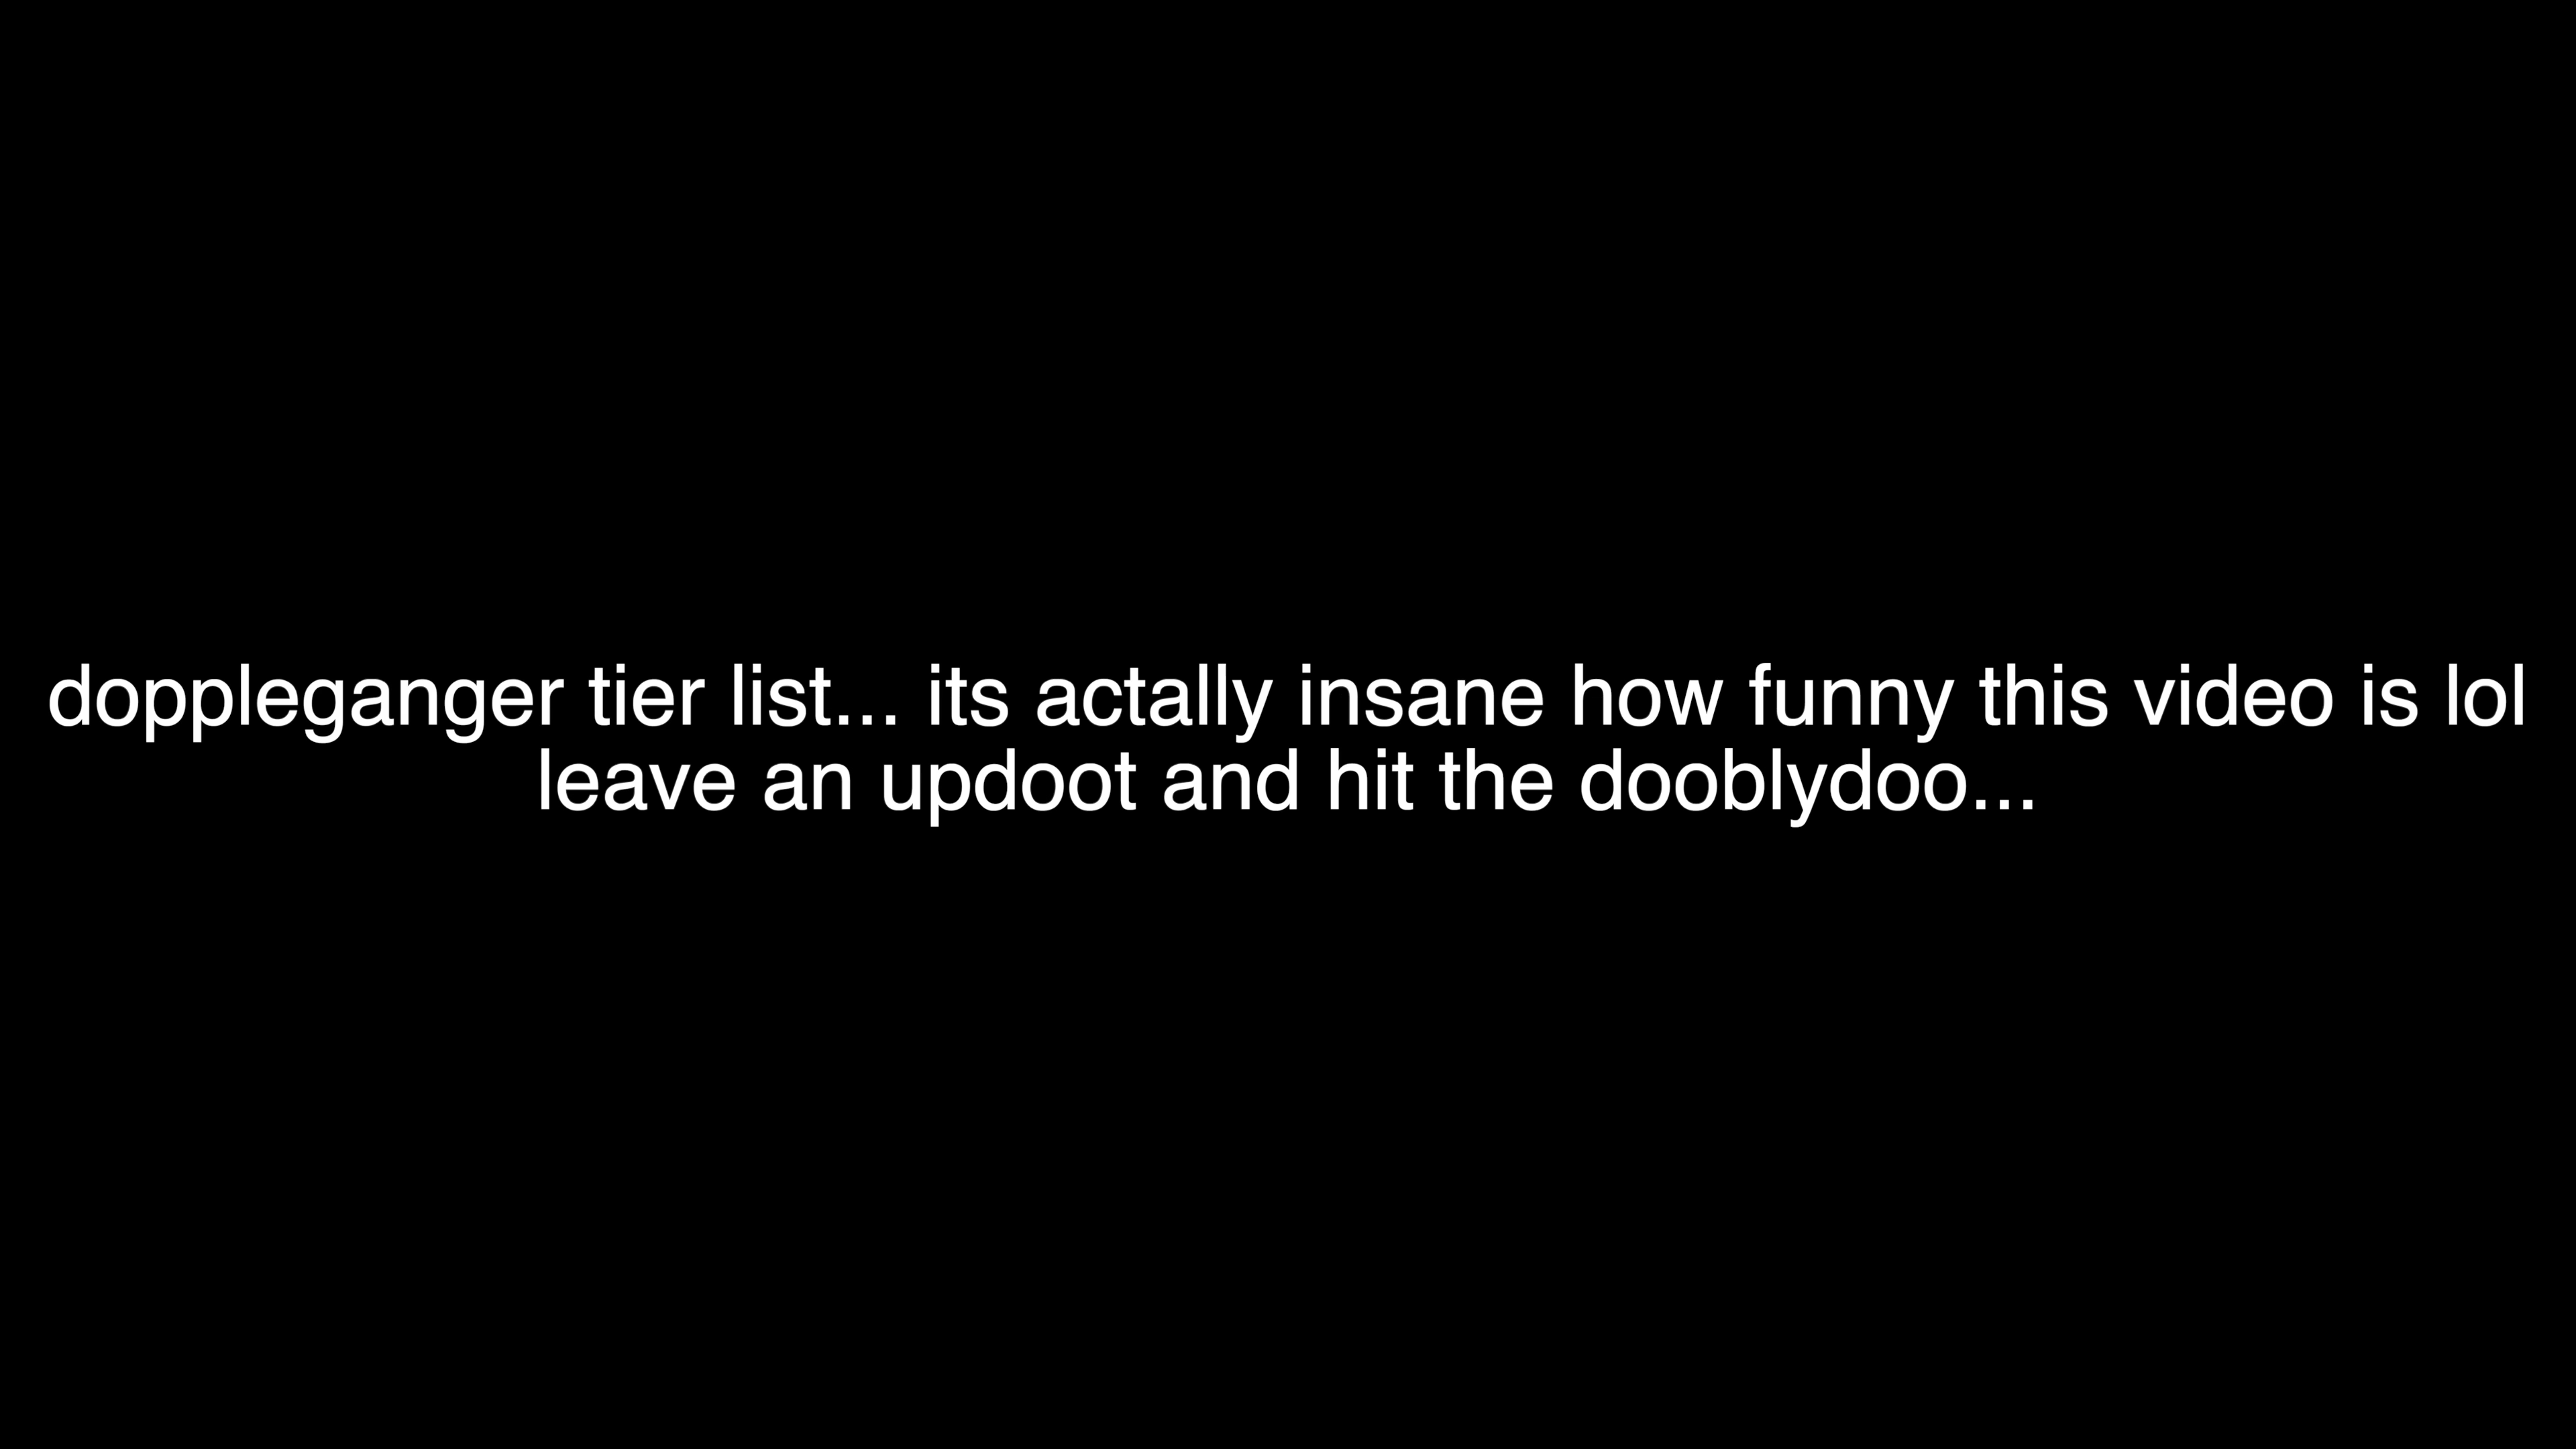 doppleganger tier list... its actally insane how funny this video is lol
leave an updoot and hit the dooblydoo...